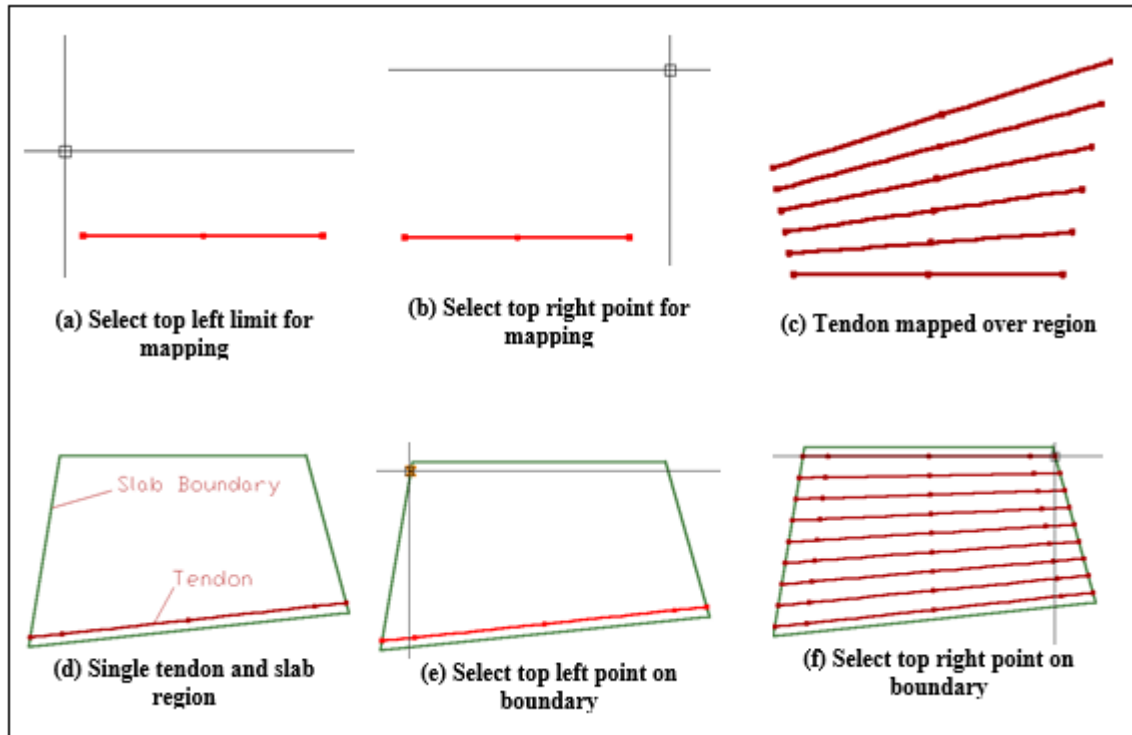 (a) Select top left limit for
mapping
(b) Select top right point for
mapping
(c) Tendon mapped over region
Slab Boundary
Tendon
(d) Single tendon and slab
region
(e) Select top left point on
boundary
(f) Select top right point on
boundary